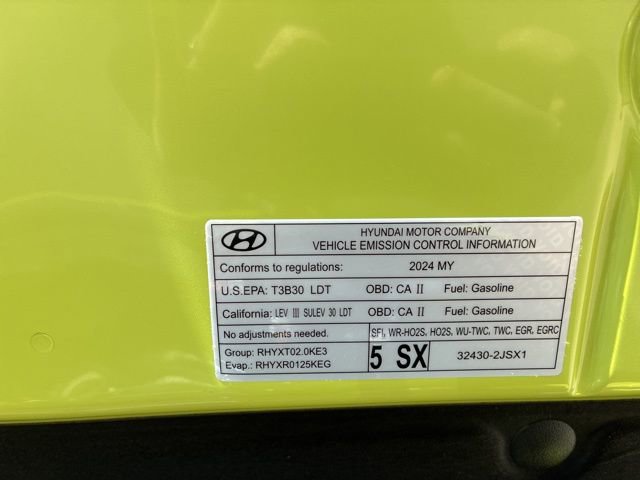 HYUNDAI MOTOR COMPANY
VEHICLE EMISSION CONTROL INFORMATION
Conforms to regulations: 2024 MY
U.S.EPA: T3B30 LDT OBD: CA II Fuel: Gasoline
California: LEV III SULEV 30 LDT OBD: CA II Fuel: Gasoline
No adjustments needed. SFI, WR-HO2S, HO2S, WU-TWC, TWC, EGR, EGRC
Group: RHYXT02.0KE3
Evap.: RHYXR0125KEG
5 SX 32430-2JSX1